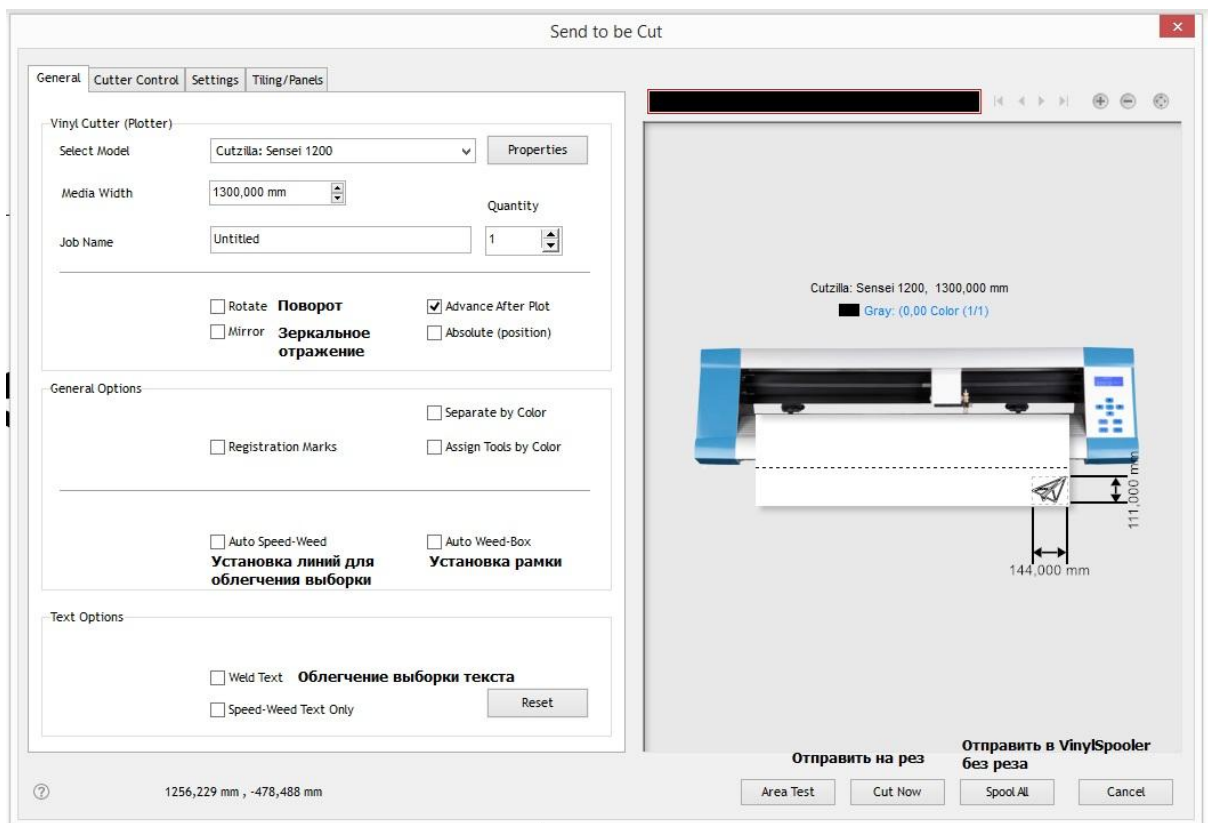 Send to be Cut
General Cutter Control Settings Tiling/Panels
Vinyl Cutter (Plotter)
Select Model Cutzilla: Sensei 1200 Properties
Media Width 1300,000 mm
Quantity
Job Name Untitled 1
Rotate Поворот Advance After Plot
Mirror Зеркальное отражение Absolute (position)
General Options
Separate by Color
Registration Marks Assign Tools by Color
Auto Speed-Weed Auto Weed-Box
Установка линий для Установка рамки
облегчения выборки
Text Options
Weld Text Облегчение выборки текста
Speed-Weed Text Only Reset
Cutzilla: Sensei 1200, 1300,000 mm
Gray: (0,00 Color (1/1)
111,000 mm
144,000 mm
Отправить на рез
Отправить в VinylSpooler
без реза
1256,229 mm , -478,488 mm
Area Test Cut Now Spool All Cancel